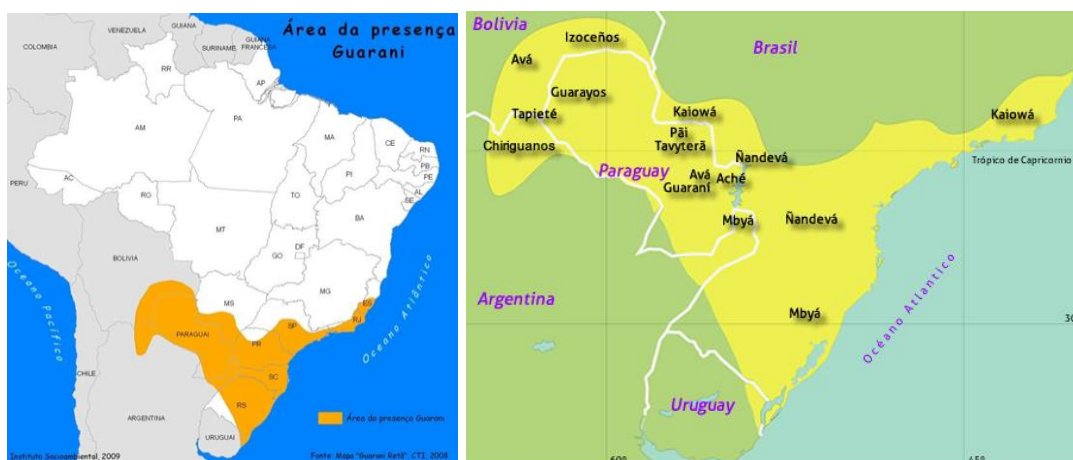 Área da presença
Guarani
VENEZUELA
GUIANA
COLOMBIA
SURINAME
GUIANA
FRANCESA
RR
AP
AM
PA
MA
CE
RN
PB
PE
AL
SE
PI
AC
RO
TO
BA
PERU
MT
DF
GO
BOLIVIA
MG
ES
MS
RJ
SP
PARAGUAI
PR
SC
RS
CHILE
ARGENTINA
URUGUAI
Oceano Pacífico
Oceano Atlântico
Área da presença Guarani
Instituto Socioambiental, 2009
Fonte: Mapa "Guarani Retã", CTI, 2008
Bolivia
Izoceños
Brasil
Avá
Guarayos
Tapieté
Kaiowá
Kaiowá
Pãi
Tavyterã
Chiriguanos
Ñandevá
Trópico de Capricornio
Paraguay
Avá
Guaraní
Aché
Mbyá
Ñandevá
Argentina
Mbyá
Océano Atlantico
30
Uruguay
60º
45º